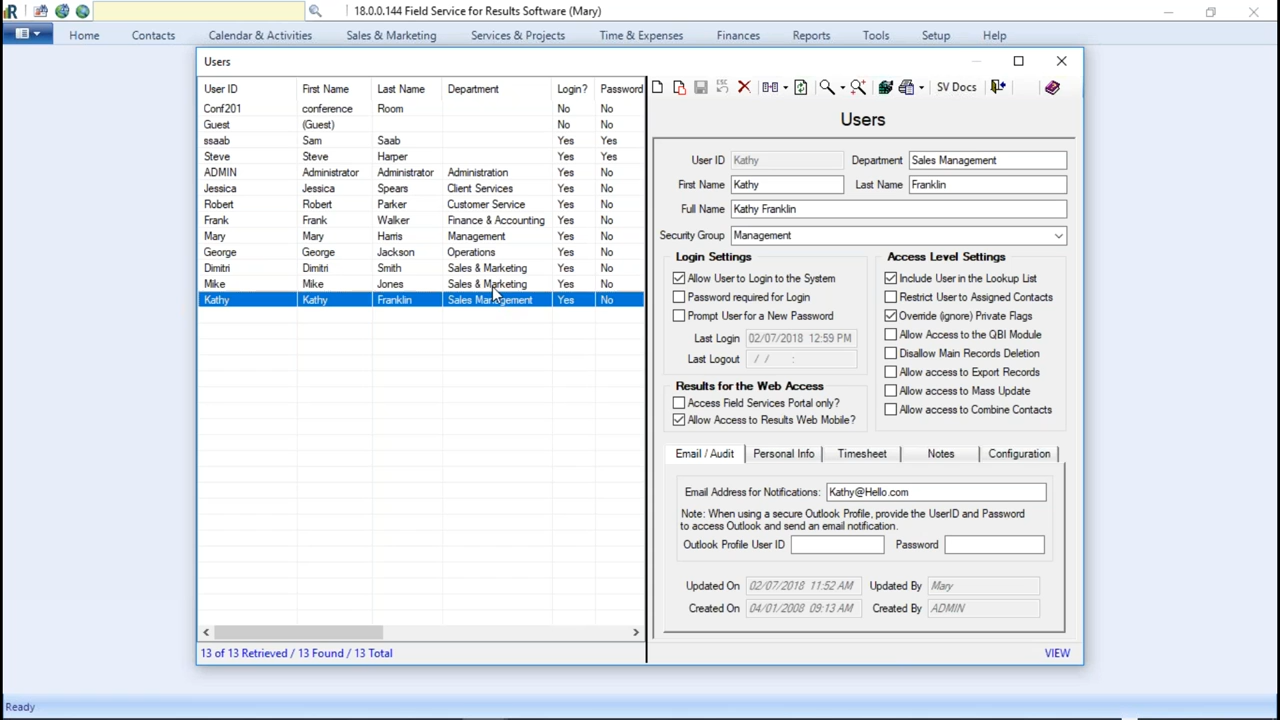 18.0.0.144 Field Service for Results Software (Mary)
Home Contacts Calendar & Activities Sales & Marketing Services & Projects Time & Expenses Finances Reports Tools Setup Help
Users
User ID First Name Last Name Department Login? Password
Conf201 conference Room No No
Guest (Guest) No No
ssaab Sam Saab Yes Yes
Steve Steve Harper Yes Yes
ADMIN Administrator Administrator Administration Yes No
Jessica Jessica Spears Client Services Yes No
Robert Robert Parker Customer Service Yes No
Frank Frank Walker Finance & Accounting Yes No
Mary Mary Harris Management Yes No
George George Jackson Operations Yes No
Dimitri Dimitri Smith Sales & Marketing Yes No
Mike Mike Jones Sales & Marketing Yes No
Kathy Kathy Franklin Sales Management Yes No
13 of 13 Retrieved / 13 Found / 13 Total
SV Docs
Users
User ID Kathy Department Sales Management
First Name Kathy Last Name Franklin
Full Name Kathy Franklin
Security Group Management
Login Settings
Allow User to Login to the System
Password required for Login
Prompt User for a New Password
Last Login 02/07/2018 12:59 PM
Last Logout / / :
Results for the Web Access
Access Field Services Portal only?
Allow Access to Results Web Mobile?
Access Level Settings
Include User in the Lookup List
Restrict User to Assigned Contacts
Override (ignore) Private Flags
Allow Access to the QBI Module
Disallow Main Records Deletion
Allow access to Export Records
Allow access to Mass Update
Allow access to Combine Contacts
Email / Audit Personal Info Timesheet Notes Configuration
Email Address for Notifications: Kathy@Hello.com
Note: When using a secure Outlook Profile, provide the UserID and Password
to access Outlook and send an email notification.
Outlook Profile User ID Password
Updated On 02/07/2018 11:52 AM Updated By Mary
Created On 04/01/2008 09:13 AM Created By ADMIN
VIEW
Ready